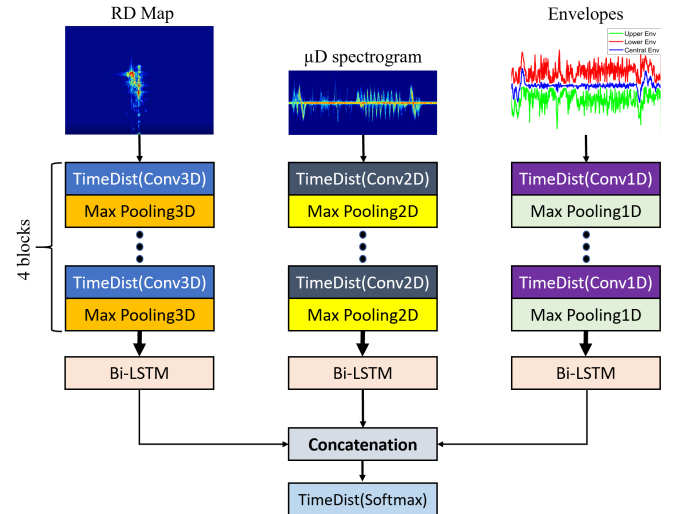 RD Map
µD spectrogram
Envelopes
Upper Env
Lower Env
Central Env
4 blocks
TimeDist(Conv3D)
Max Pooling3D
TimeDist(Conv2D)
Max Pooling2D
TimeDist(Conv1D)
Max Pooling1D
TimeDist(Conv3D)
Max Pooling3D
TimeDist(Conv2D)
Max Pooling2D
TimeDist(Conv1D)
Max Pooling1D
Bi-LSTM
Bi-LSTM
Bi-LSTM
Concatenation
TimeDist(Softmax)